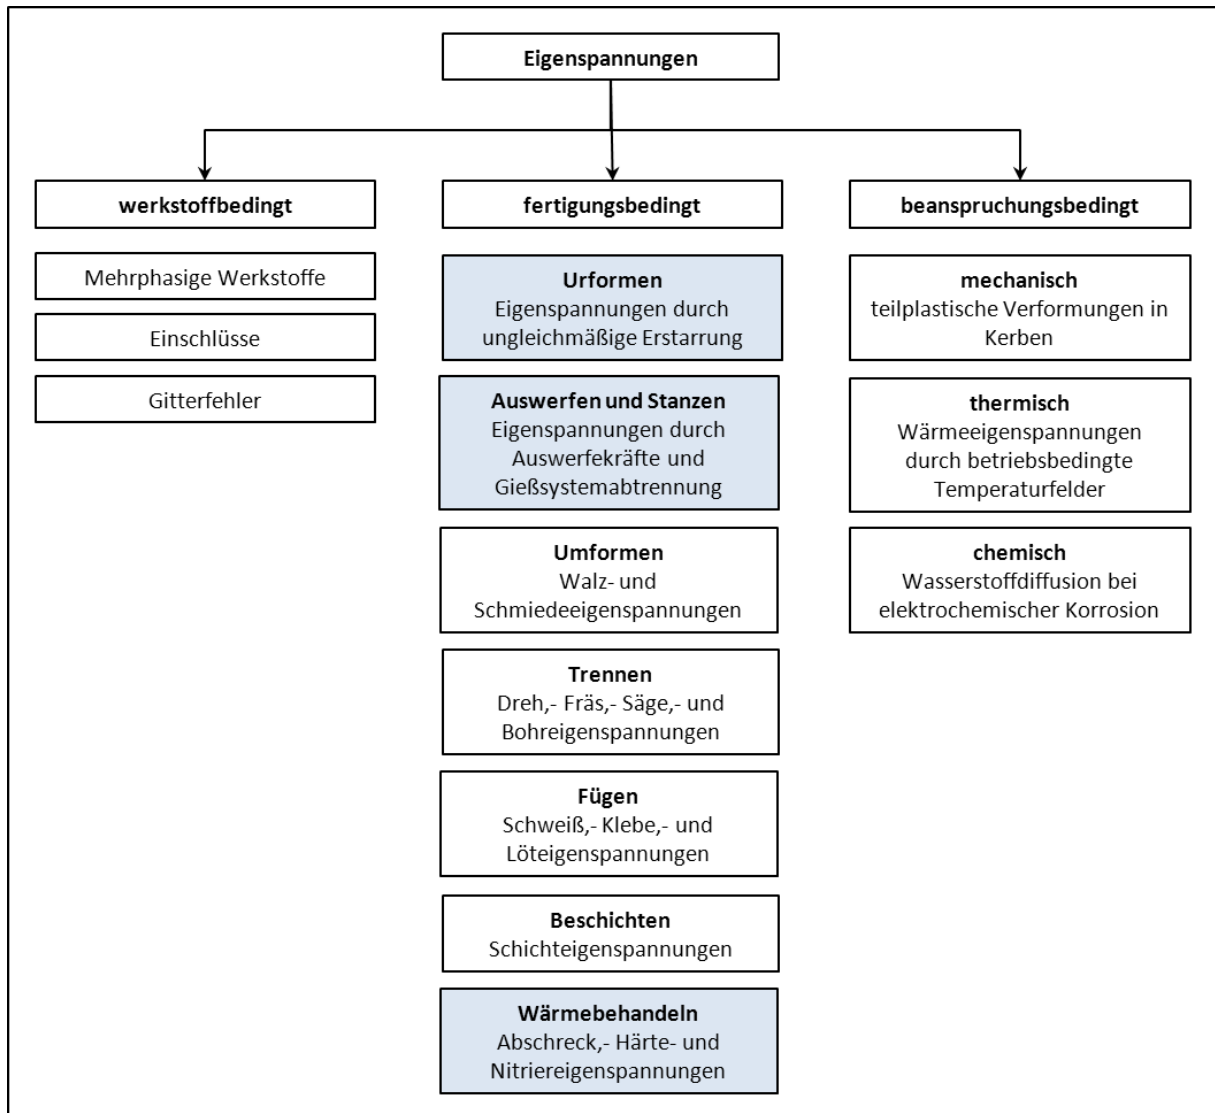 Eigenspannungen
werkstoffbedingt
Mehrphasige Werkstoffe
Einschlüsse
Gitterfehler
fertigungsbedingt
Urformen
Eigenspannungen durch
ungleichmäßige Erstarrung
Auswerfen und Stanzen
Eigenspannungen durch
Auswerfekräfte und
Gießsystemabtrennung
Umformen
Walz- und
Schmiedeeigenspannungen
Trennen
Dreh,- Fräs,- Säge,- und
Bohreigenspannungen
Fügen
Schweiß,- Klebe,- und
Löteigenspannungen
Beschichten
Schichteigenspannungen
Wärmebehandeln
Abschreck,- Härte- und
Nitriereigenspannungen
beanspruchungsbedingt
mechanisch
teilplastische Verformungen in
Kerben
thermisch
Wärmeeigenspannungen
durch betriebsbedingte
Temperaturfelder
chemisch
Wasserstoffdiffusion bei
elektrochemischer Korrosion